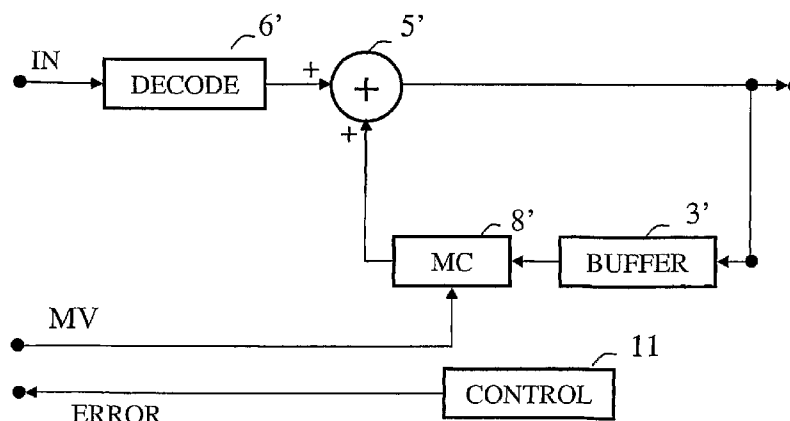 6’
5’
IN
DECODE
+
+
+
8’
3’
MC
BUFFER
MV
11
CONTROL
ERROR